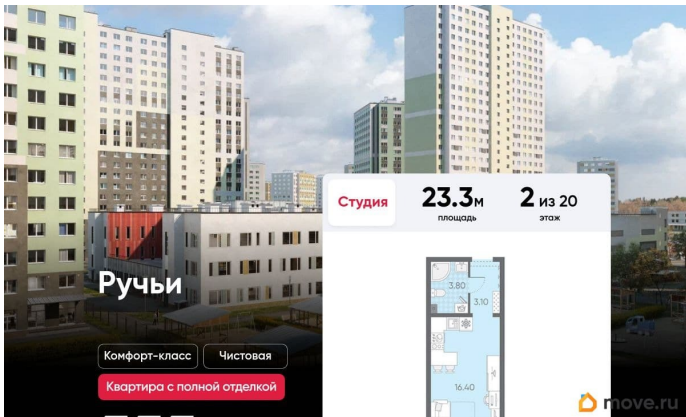 Студия
23.3м
площадь
2 из 20
этаж
3.80
3.10
16.40
Ручьи
Комфорт-класс
Чистовая
Квартира с полной отделкой
move.ru